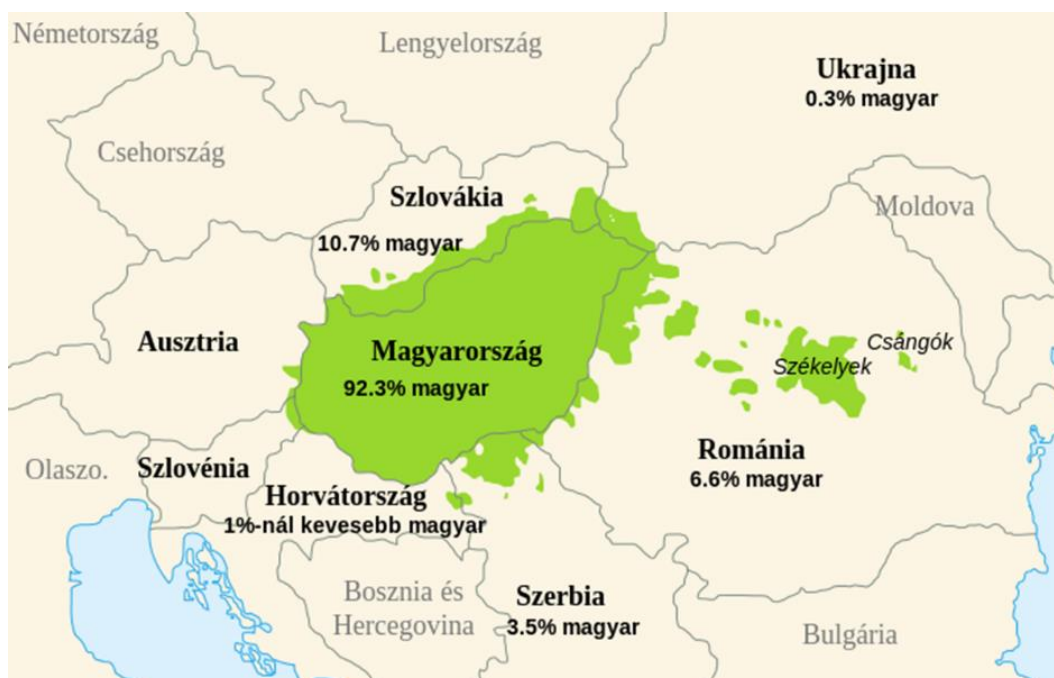 Németország
Lengyelország
Ukrajna
0.3% magyar
Csehország
Szlovákia
10.7% magyar
Moldova
Ausztria
Magyarország
92.3% magyar
Csángók
Székelyek
Románia
6.6% magyar
Olaszo.
Szlovénia
Horvátország
1%-nál kevesebb magyar
Bosznia és
Hercegovina
Szerbia
3.5% magyar
Bulgária